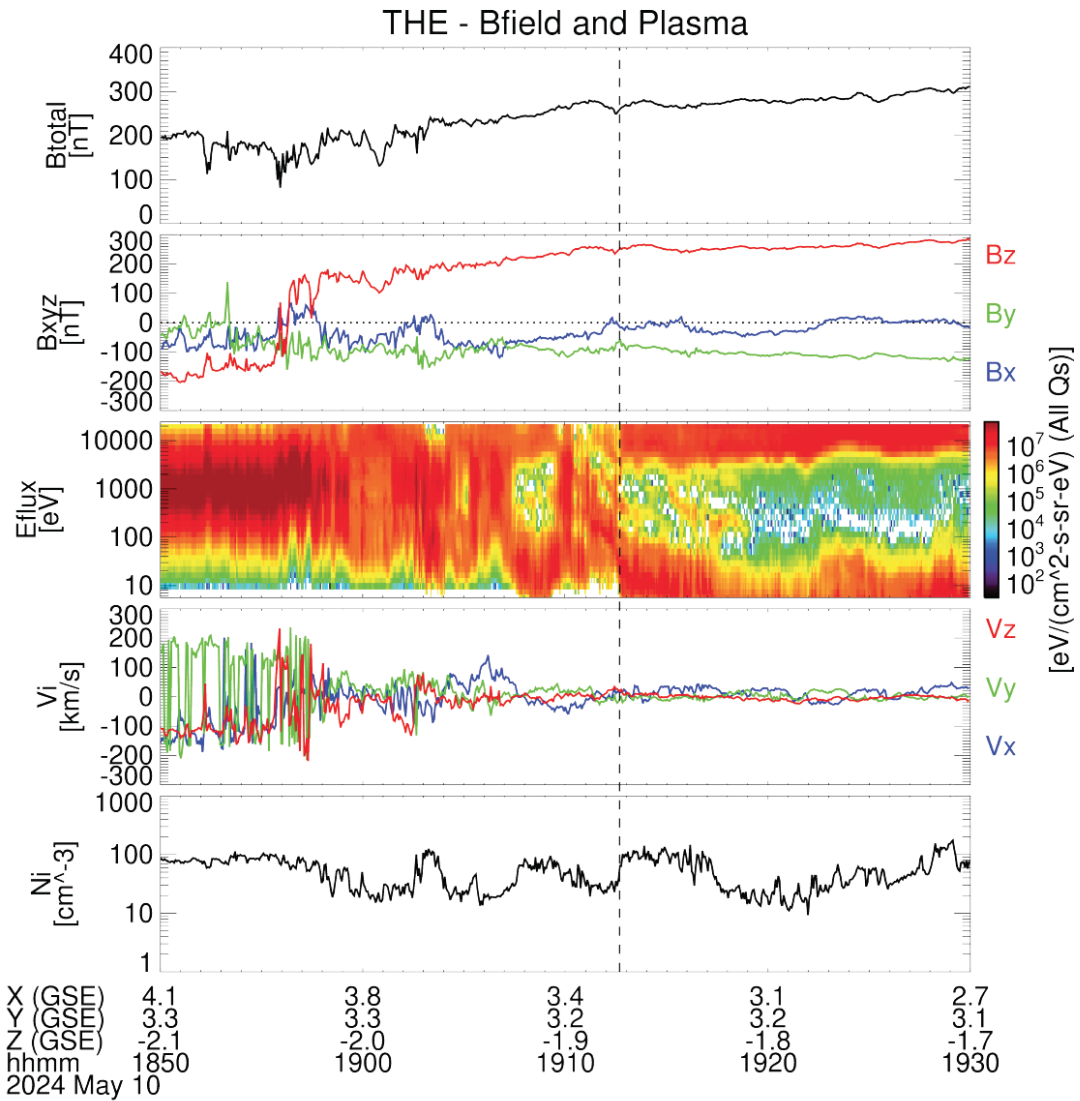 THE - Bfield and Plasma
400
300
200
100
0
Btotal
[nT]
300
200
100
0
-100
-200
-300
Bxyz
[nT]
Bz
By
Bx
10000
1000
100
10
Eflux
[eV]
10^7
10^6
10^5
10^4
10^3
10^2
[eV/(cm^2-s-sr-eV) (All Qs)]
300
200
100
0
-100
-200
-300
Vi
[km/s]
Vz
Vy
Vx
1000
100
10
1
Ni
[cm^-3]
X (GSE) 4.1 3.8 3.4 3.1 2.7
Y (GSE) 3.3 3.3 3.2 3.2 3.1
Z (GSE) -2.1 -2.0 -1.9 -1.8 -1.7
hhmm 1850 1900 1910 1920 1930
2024 May 10